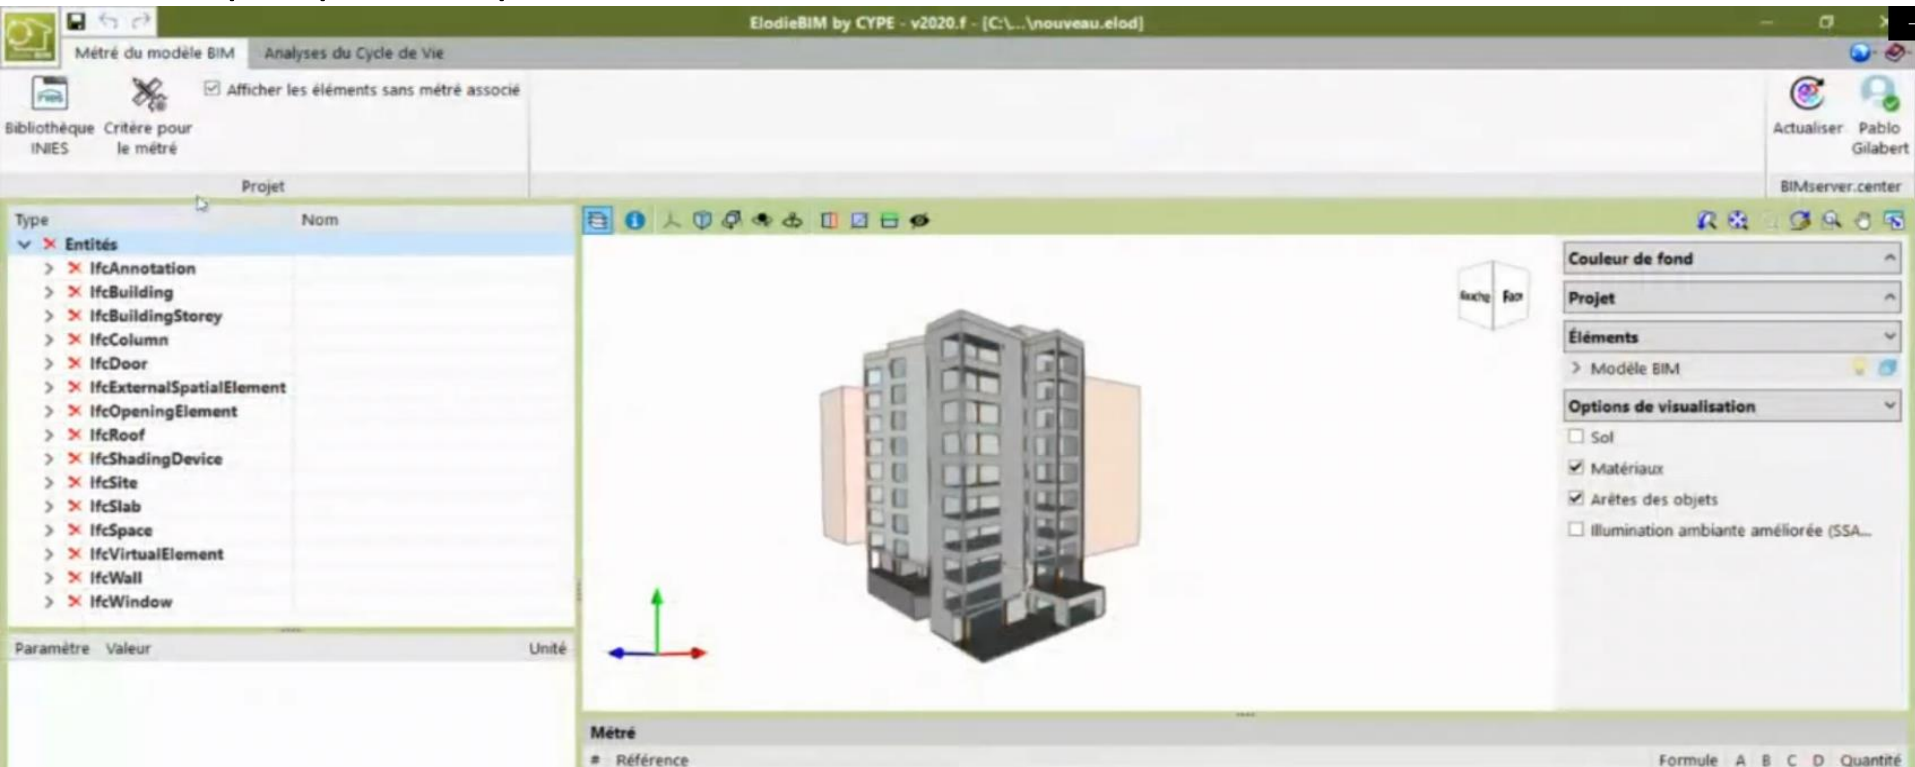 ElodieBIM by CYPE - v2020.f - [C:\...\nouveau.elod]
Métré du modèle BIM
Analyses du Cycle de Vie
Afficher les éléments sans métré associé
Bibliothèque
INIES
Critère pour
le métré
Actualiser
Pablo
Gilabert
Projet
BIMserver.center
Type
Nom
Entités
IfcAnnotation
IfcBuilding
IfcBuildingStorey
IfcColumn
IfcDoor
IfcExternalSpatialElement
IfcOpeningElement
IfcRoof
IfcShadingDevice
IfcSite
IfcSlab
IfcSpace
IfcVirtualElement
IfcWall
IfcWindow
Paramètre Valeur Unité
Couleur de fond
Projet
Éléments
Modèle BIM
Options de visualisation
Sol
Matériaux
Arêtes des objets
Illumination ambiante améliorée (SSA...
Métré
# Référence Formule A B C D Quantité